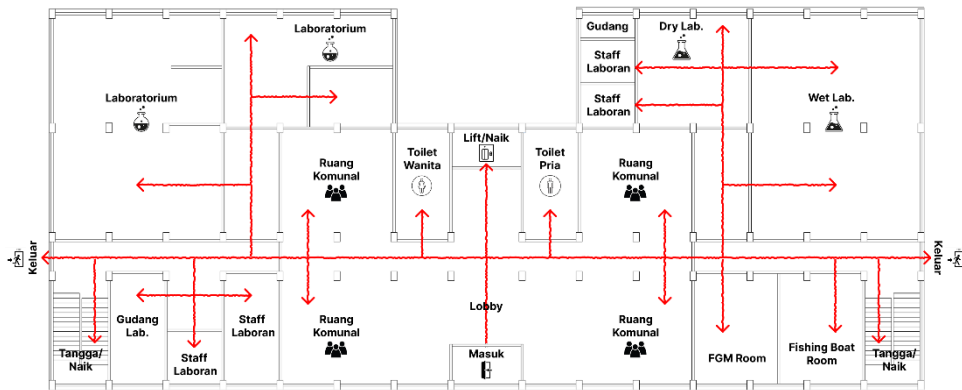 Laboratorium
Gudang
Dry Lab.
Staff
Laboran
Laboratorium
Staff
Laboran
Wet Lab.
Lift/Naik
Toilet
Wanita
Toilet
Pria
Ruang
Komunal
Ruang
Komunal
Keluar
Keluar
Lobby
Gudang
Lab.
Staff
Laboran
Ruang
Komunal
Ruang
Komunal
Tangga/
Naik
Staff
Laboran
Masuk
FGM Room
Fishing Boat
Room
Tangga/
Naik